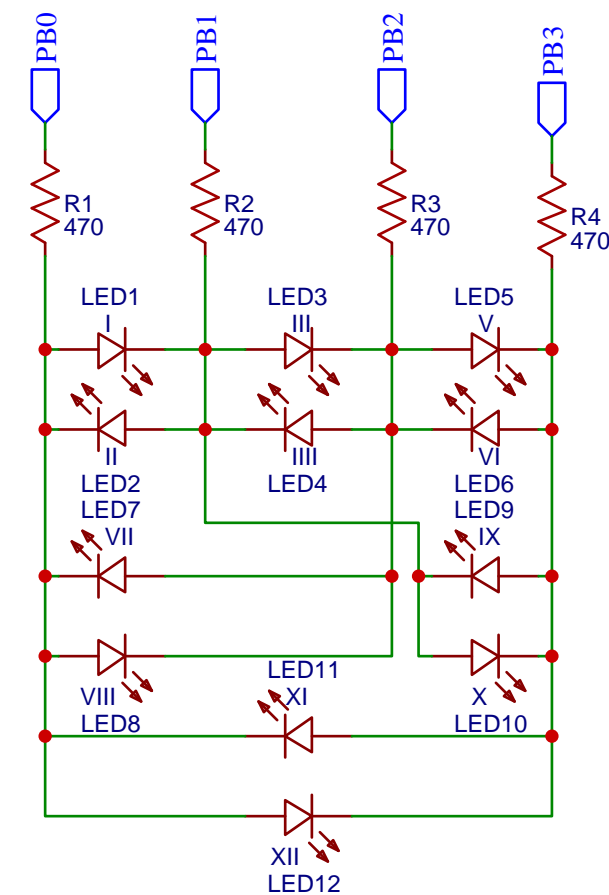 PB0
PB1
PB2
PB3
R1
470
R2
470
R3
470
R4
470
LED1
I
LED3
III
LED5
V
II
LED2
IIII
LED4
VI
LED6
LED7
VII
LED9
IX
VIII
LED8
LED11
XI
X
LED10
XII
LED12